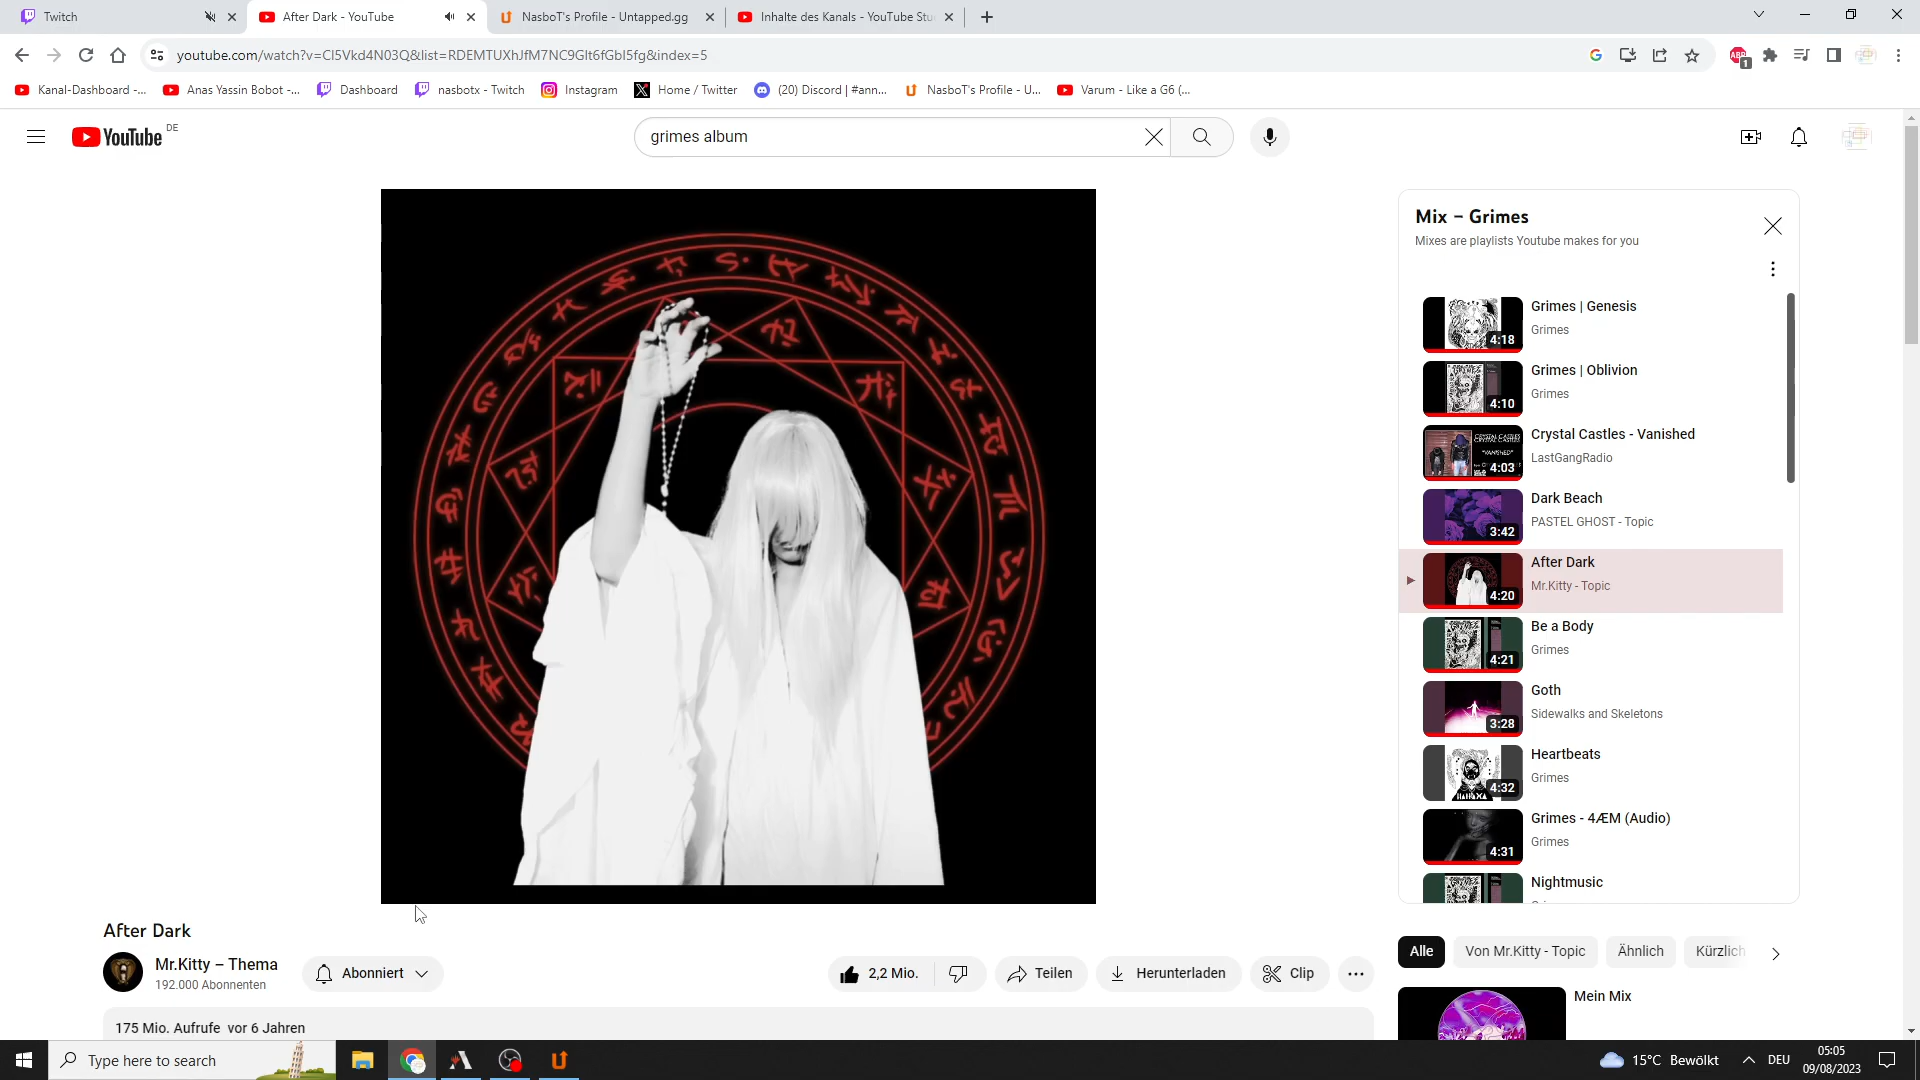 Twitch
After Dark - YouTube
NasboT's Profile - Untapped.gg
Inhalte des Kanals - YouTube Stu
youtube.com/watch?v=Cl5Vkd4N03Q&list=RDEMTUXhJfM7NC9Glt6fGbl5fg&index=5
ABP
1
Kanal-Dashboard -...
Anas Yassin Bobot -...
Dashboard
nasbotx - Twitch
Instagram
Home / Twitter
(20) Discord | #ann...
NasboT's Profile - U...
Varum - Like a G6 (...
YouTube DE
grimes album
Mix – Grimes
Mixes are playlists Youtube makes for you
Grimes | Genesis
Grimes
4:18
Grimes | Oblivion
Grimes
4:10
Crystal Castles - Vanished
LastGangRadio
4:03
Dark Beach
PASTEL GHOST - Topic
3:42
After Dark
Mr.Kitty - Topic
4:20
Be a Body
Grimes
4:21
Goth
Sidewalks and Skeletons
3:28
Heartbeats
Grimes
4:32
Grimes - 4ÆM (Audio)
Grimes
4:31
Nightmusic
After Dark
Mr.Kitty – Thema
192.000 Abonnenten
Abonniert
2,2 Mio.
Teilen
Herunterladen
Clip
175 Mio. Aufrufe vor 6 Jahren
Alle
Von Mr.Kitty - Topic
Ähnlich
Kürzlich
Mein Mix
Type here to search
15°C Bewölkt
DEU
05:05
09/08/2023